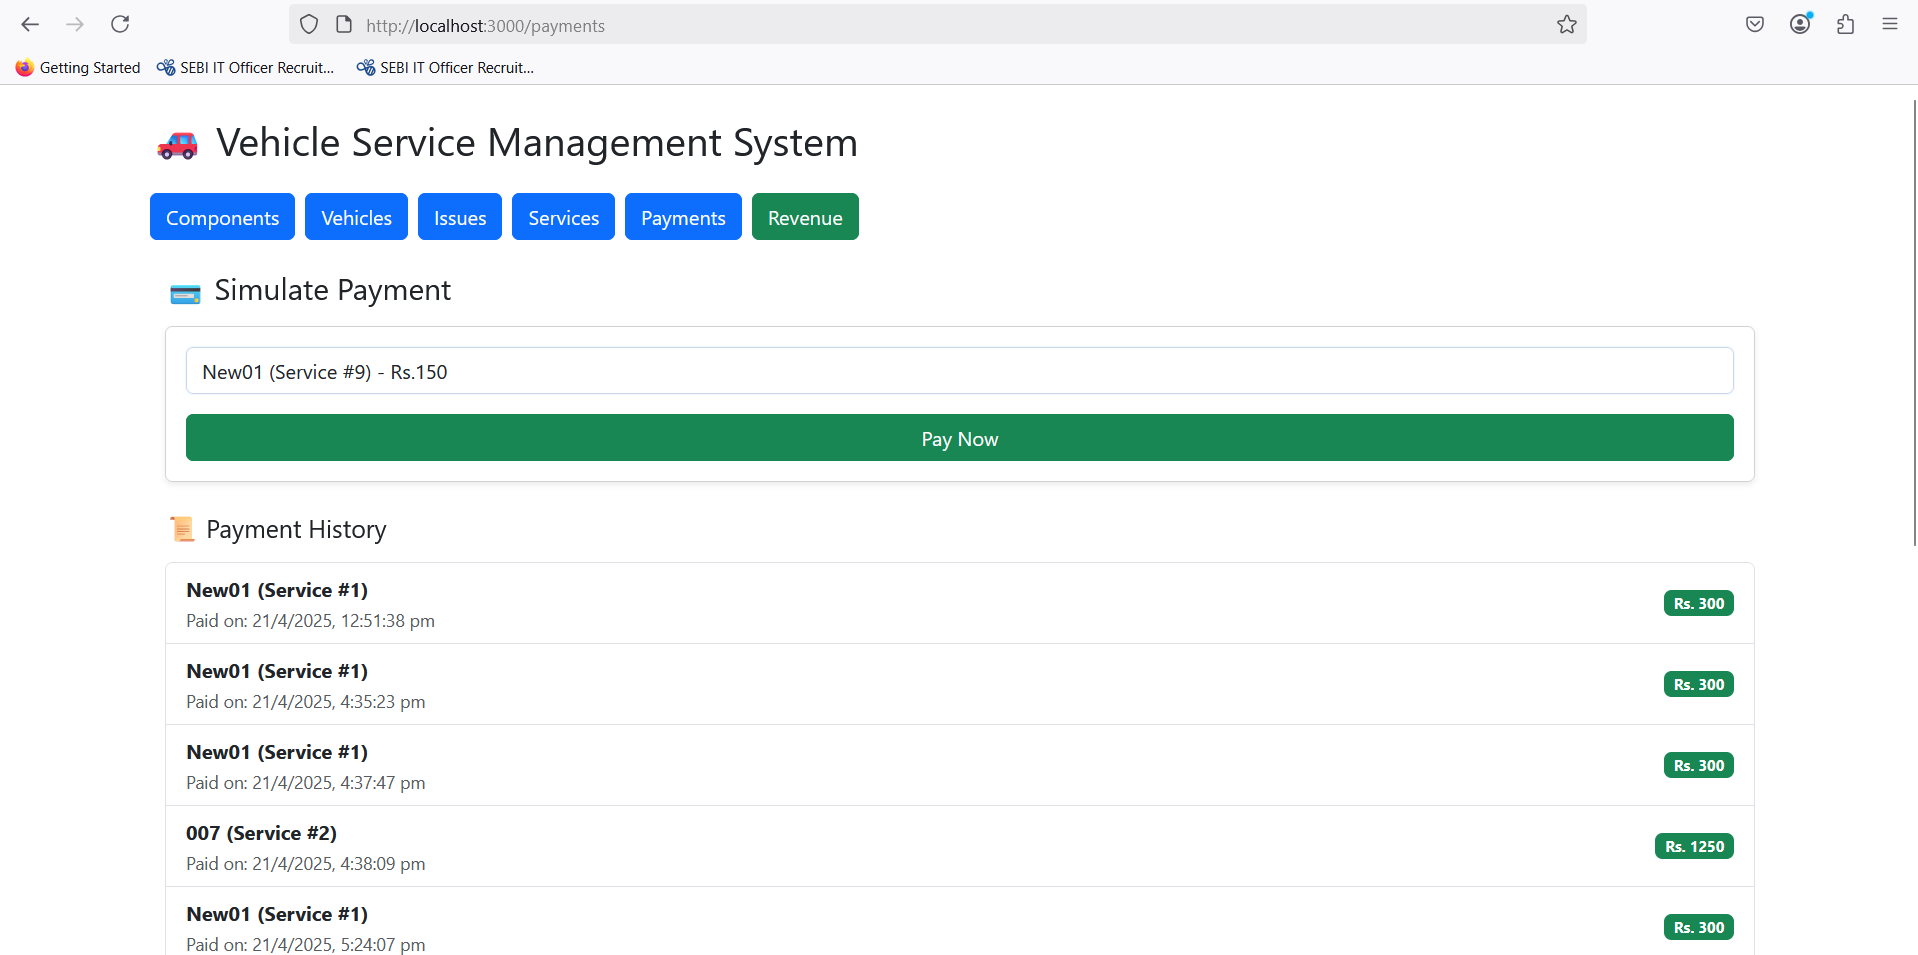 http://localhost:3000/payments
Getting Started SEBI IT Officer Recruit... SEBI IT Officer Recruit...
Vehicle Service Management System
Components Vehicles Issues Services Payments Revenue
Simulate Payment
New01 (Service #9) - Rs.150
Pay Now
Payment History
New01 (Service #1)
Rs. 300
Paid on: 21/4/2025, 12:51:38 pm
New01 (Service #1)
Rs. 300
Paid on: 21/4/2025, 4:35:23 pm
New01 (Service #1)
Rs. 300
Paid on: 21/4/2025, 4:37:47 pm
007 (Service #2)
Rs. 1250
Paid on: 21/4/2025, 4:38:09 pm
New01 (Service #1)
Rs. 300
Paid on: 21/4/2025, 5:24:07 pm